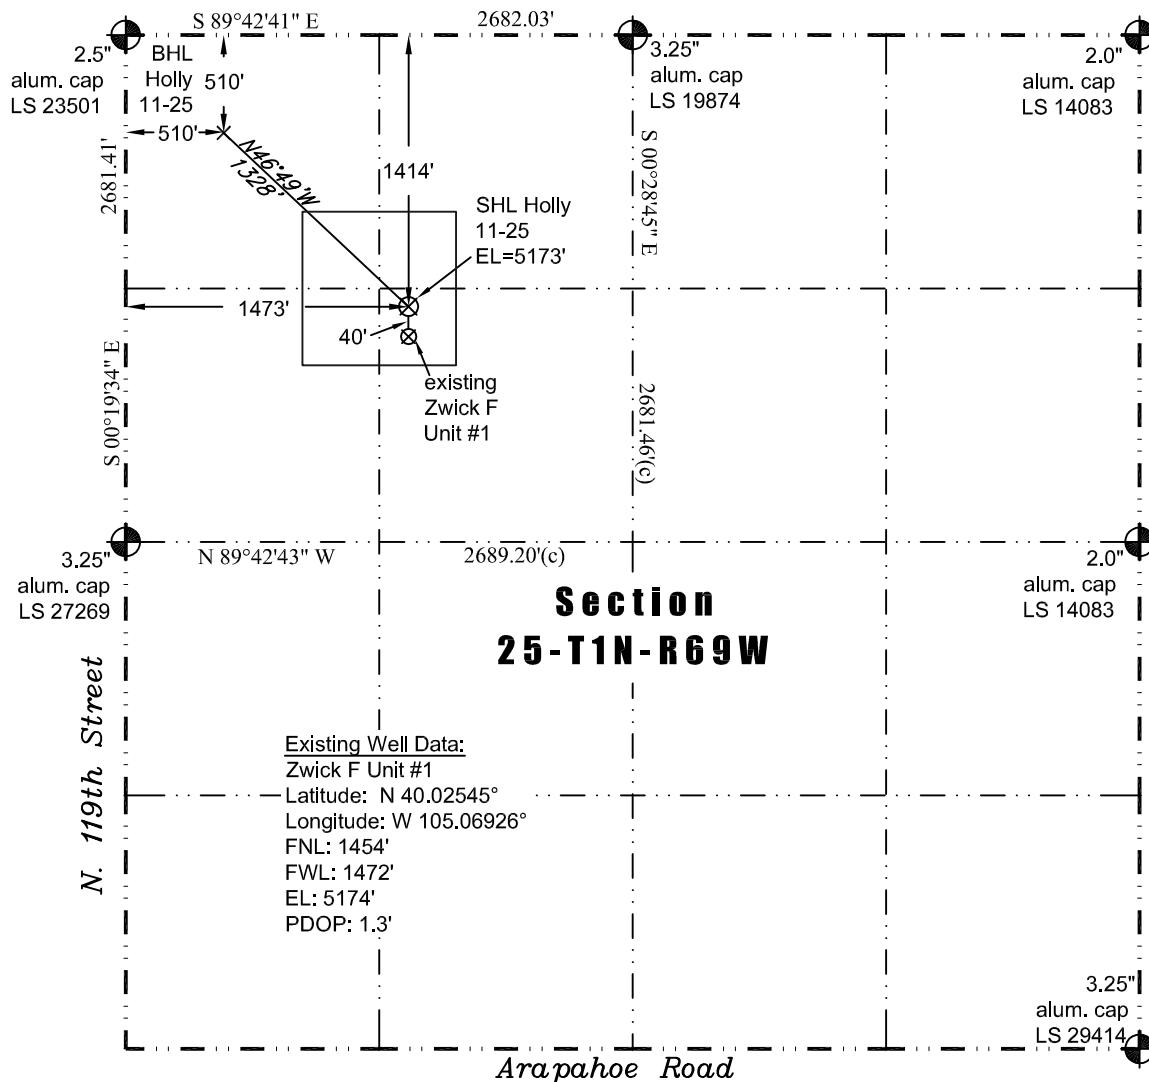 S 89°42'41" E
2682.03'
2.5"
alum. cap
LS 23501
BHL
Holly
11-25
510'
510'
3.25"
alum. cap
LS 19874
2.0"
alum. cap
LS 14083
2681.41'
N46°49'W
1328'
1414'
S 00°28'45" E
SHL Holly
11-25
EL=5173'
1473'
40'
existing
Zwick F
Unit #1
S 00°19'34" E
2681.46'(c)
3.25"
alum. cap
LS 27269
N 89°42'43" W
2689.20'(c)
2.0"
alum. cap
LS 14083
Section
25-T1N-R69W
N. 119th Street
Existing Well Data:
Zwick F Unit #1
Latitude: N 40.02545°
Longitude: W 105.06926°
FNL: 1454'
FWL: 1472'
EL: 5174'
PDOP: 1.3'
3.25"
alum. cap
LS 29414
Arapahoe Road